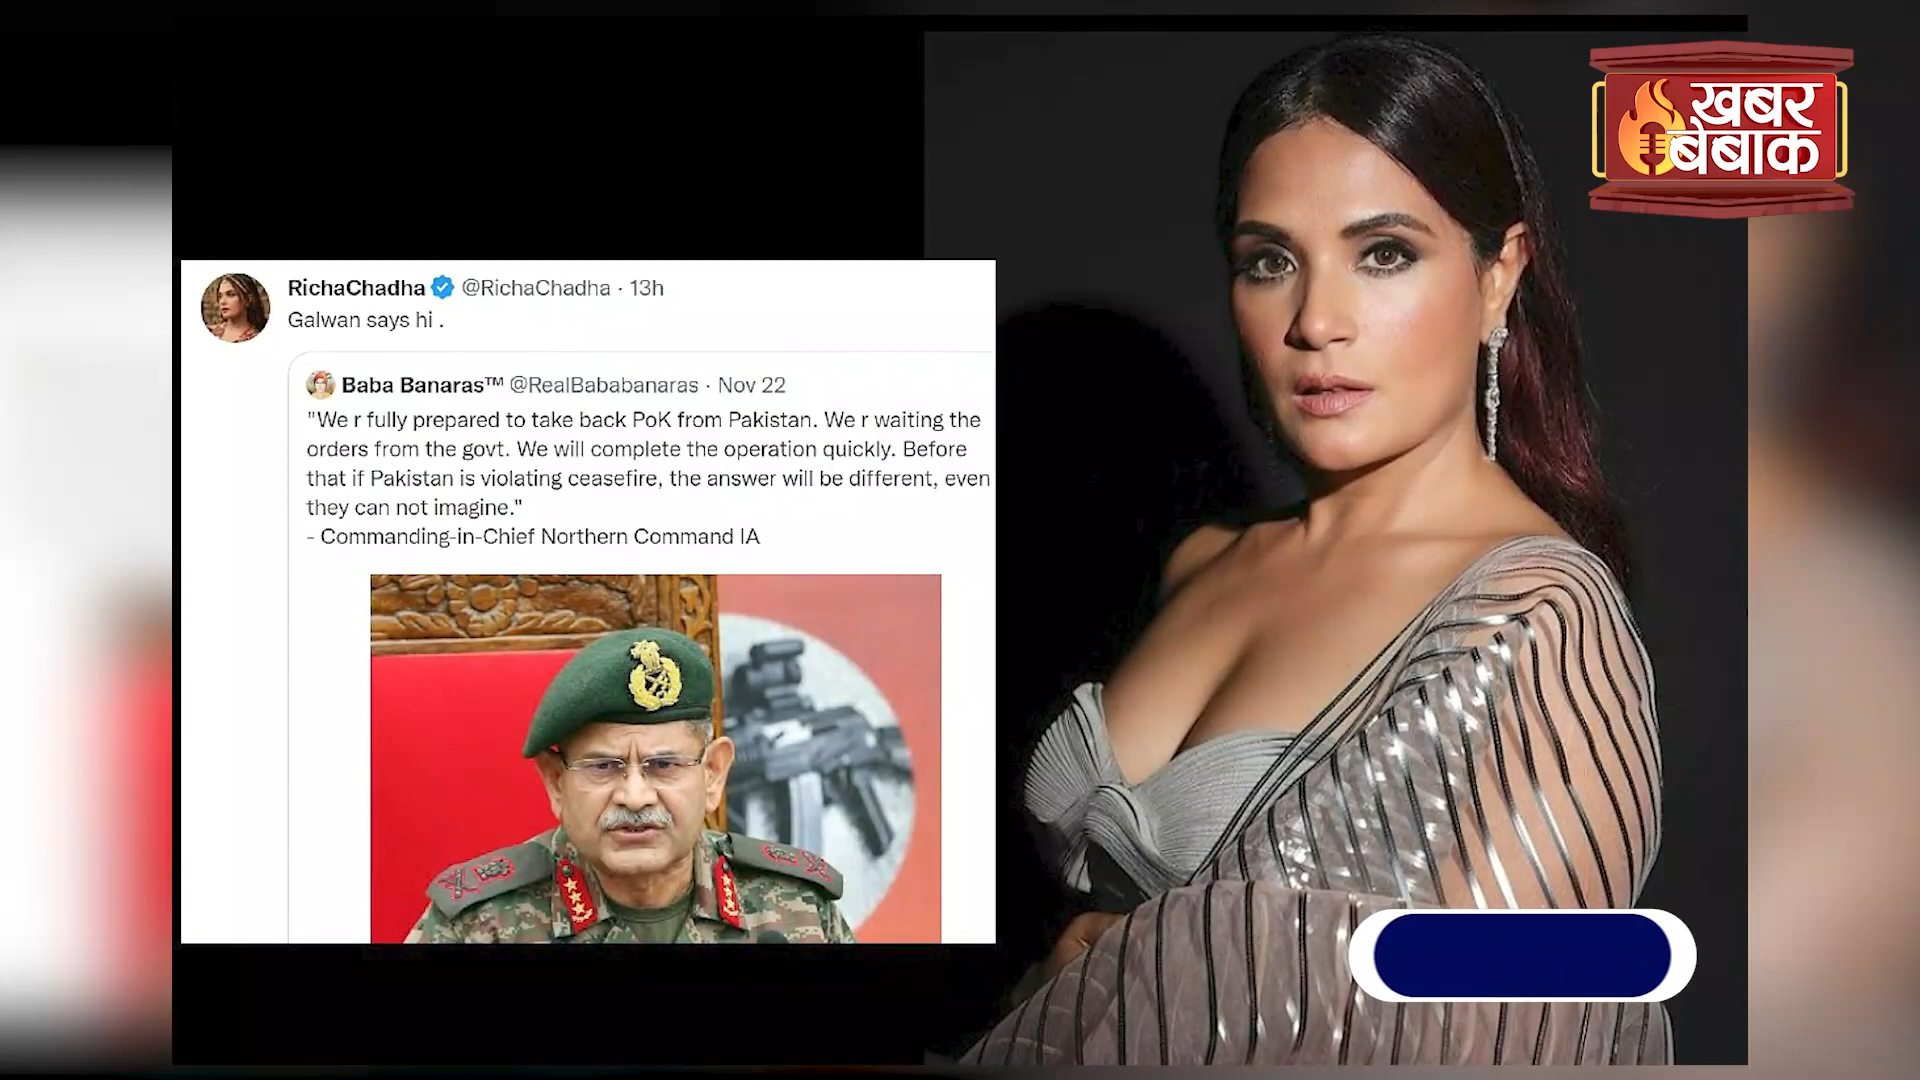 RichaChadha @RichaChadha · 13h
Galwan says hi .
Baba Banaras™ @RealBababanaras · Nov 22
"We r fully prepared to take back PoK from Pakistan. We r waiting the
orders from the govt. We will complete the operation quickly. Before
that if Pakistan is violating ceasefire, the answer will be different, even
they can not imagine."
- Commanding-in-Chief Northern Command IA
ख़बर
बेबाक